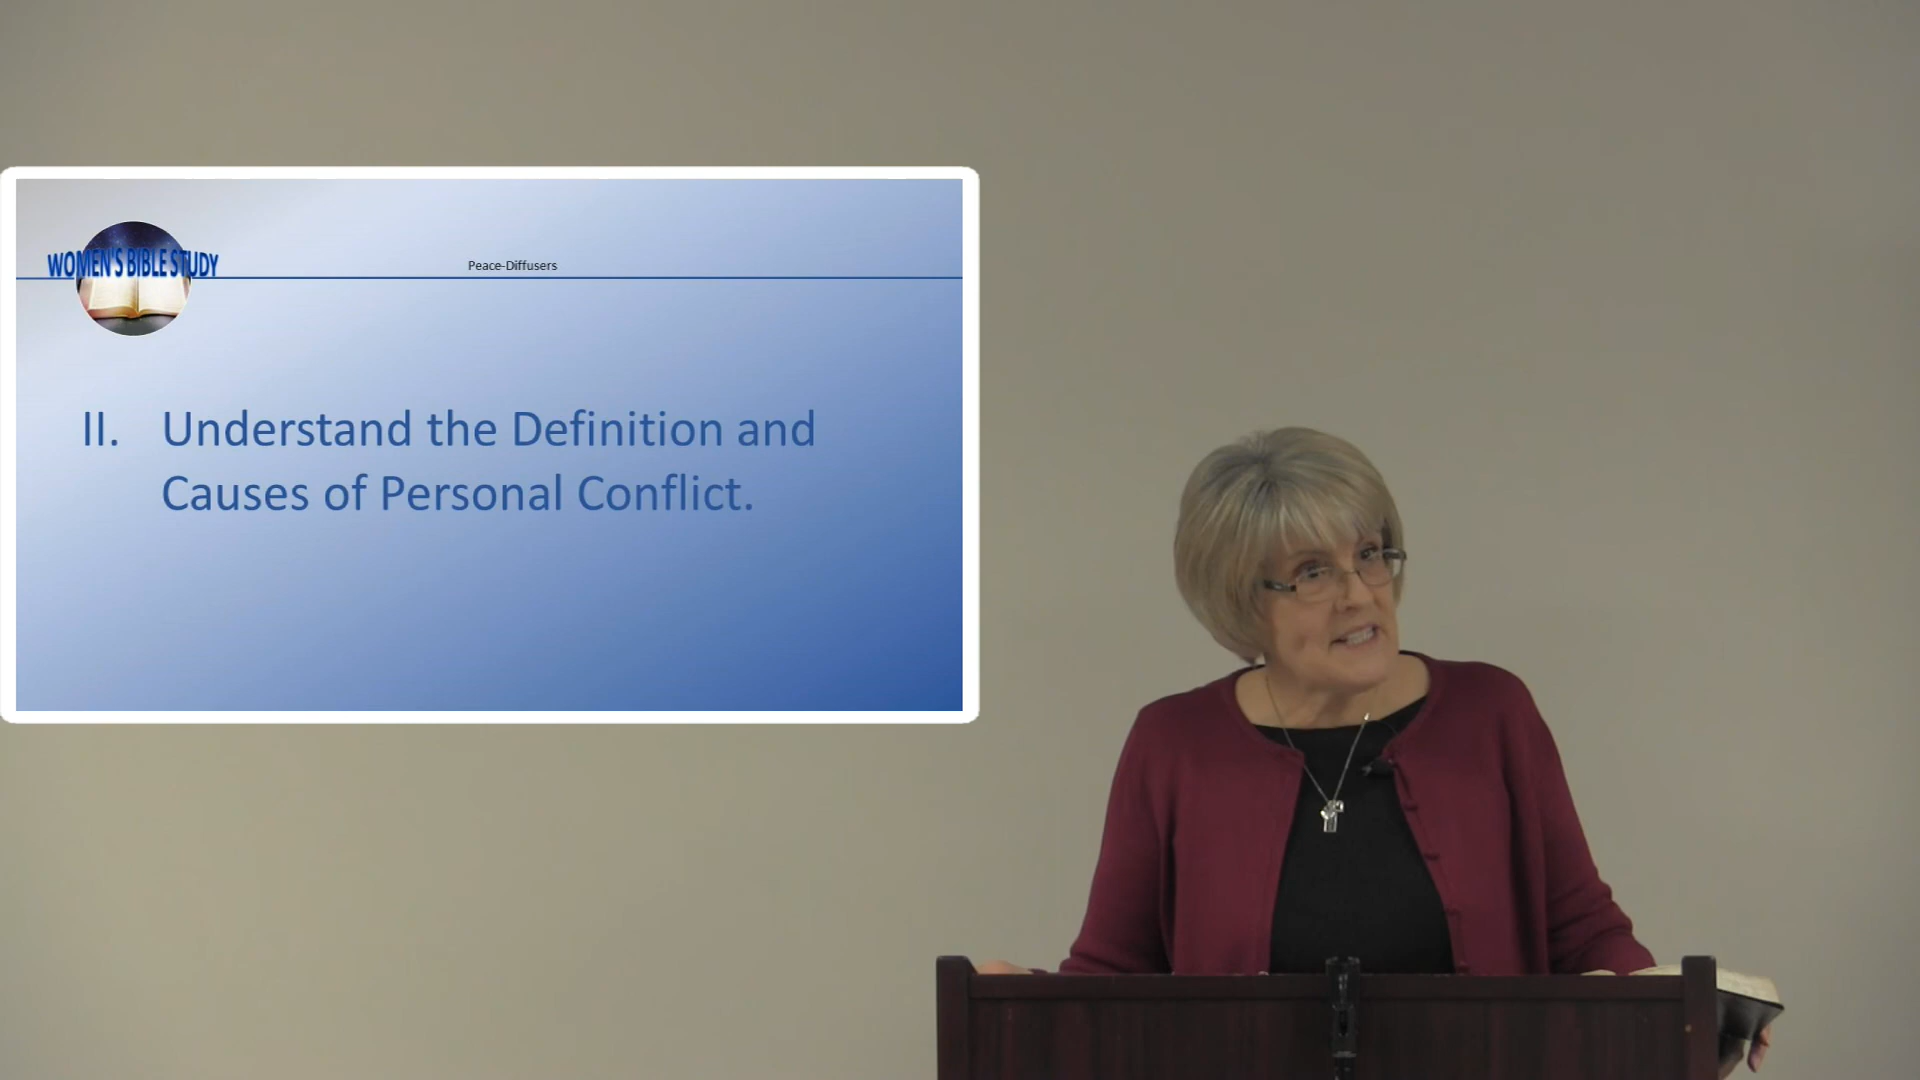 WOMEN'S BIBLE STUDY
Peace-Diffusers
II. Understand the Definition and
Causes of Personal Conflict.